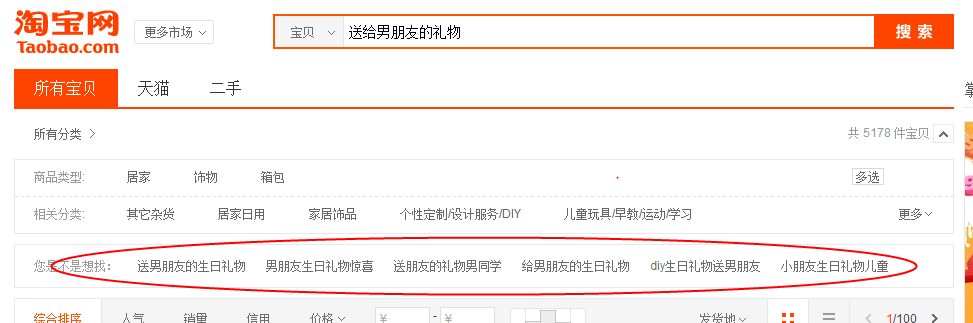 淘宝网
Taobao.com
更多市场
宝贝 送给男朋友的礼物 搜 索
所有宝贝 天猫 二手
所有分类 > 共 5178 件宝贝
商品类型: 居家 饰物 箱包 多选
相关分类: 其它杂货 居家日用 家居饰品 个性定制/设计服务/DIY 儿童玩具/早教/运动/学习 更多
您是不是想找: 送男朋友的生日礼物 男朋友生日礼物惊喜 送朋友的礼物男同学 给男朋友的生日礼物 diy生日礼物送男朋友 小朋友生日礼物儿童
综合排序 人气 销量 信用 价格 ¥ - ¥ 发货地 < 1/100 >